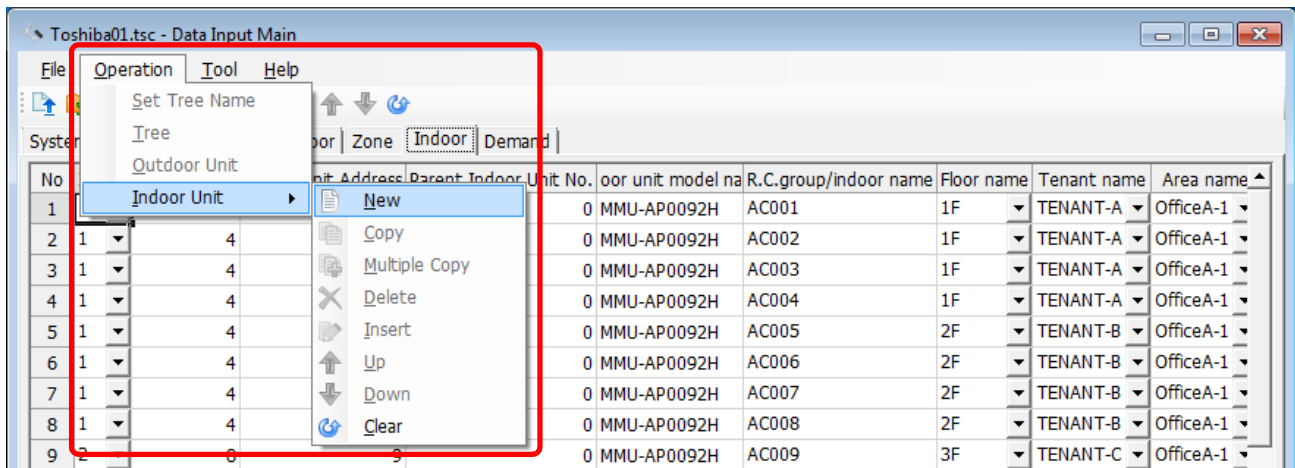 Toshiba01.tsc - Data Input Main
File Operation Tool Help
Set Tree Name
Tree
Outdoor Unit
Indoor Unit
Zone Indoor Demand
No Address Parent Indoor Unit No. oor unit model na R.C.group/indoor name Floor name Tenant name Area name
New
Copy
Multiple Copy
Delete
Insert
Up
Down
Clear
1 0 MMU-AP0092H AC001 1F TENANT-A OfficeA-1
2 1 4 0 MMU-AP0092H AC002 1F TENANT-A OfficeA-1
3 1 4 0 MMU-AP0092H AC003 1F TENANT-A OfficeA-1
4 1 4 0 MMU-AP0092H AC004 1F TENANT-A OfficeA-1
5 1 4 0 MMU-AP0092H AC005 2F TENANT-B OfficeA-1
6 1 4 0 MMU-AP0092H AC006 2F TENANT-B OfficeA-1
7 1 4 0 MMU-AP0092H AC007 2F TENANT-B OfficeA-1
8 1 4 0 MMU-AP0092H AC008 2F TENANT-B OfficeA-1
9 2 8 9 0 MMU-AP0092H AC009 3F TENANT-C OfficeA-1